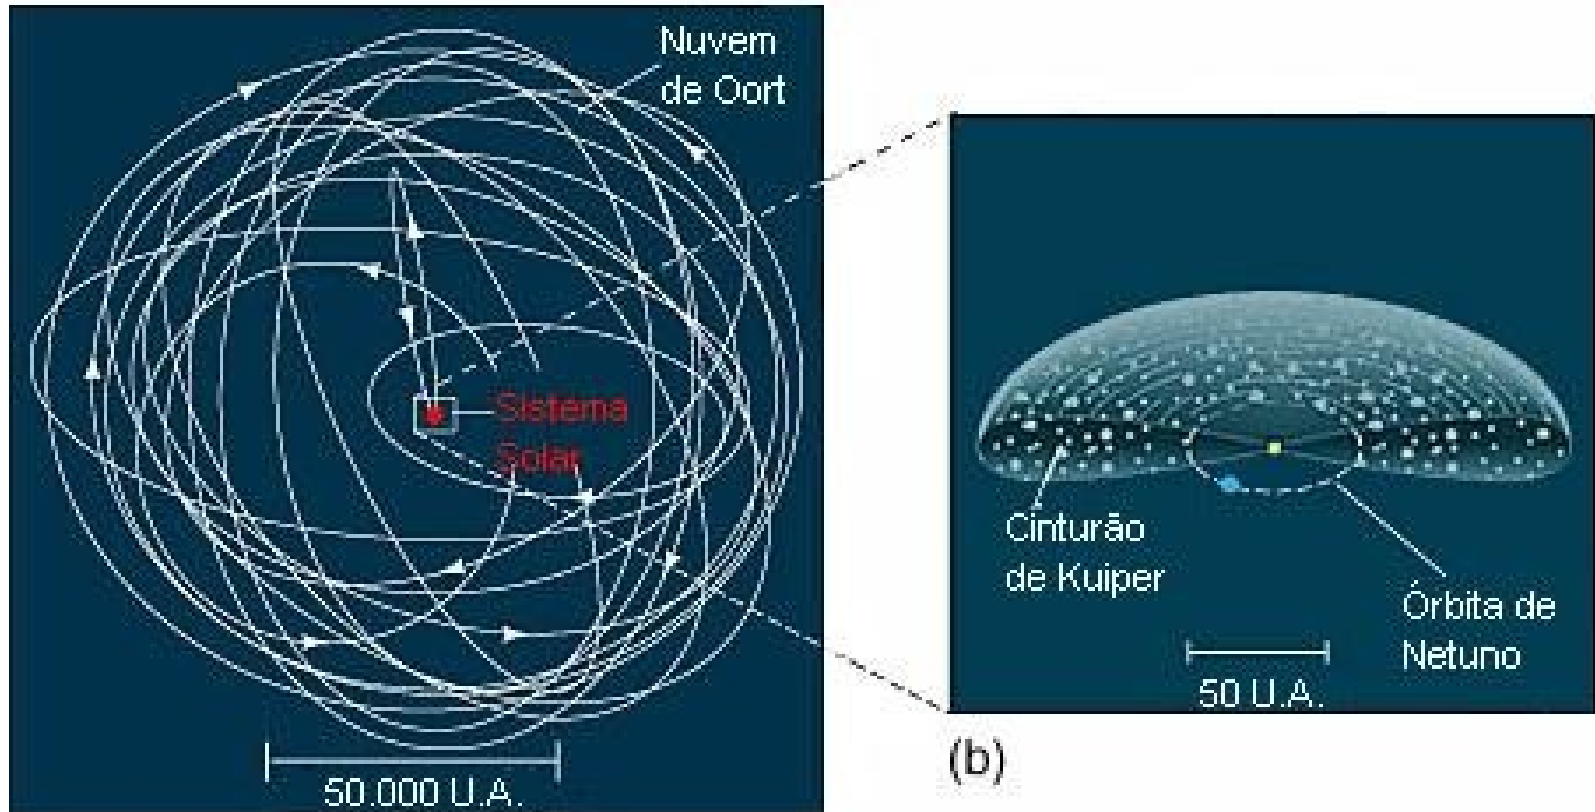 Nuvem
de Oort
Sistema
Solar
50.000 U.A.
Cinturão
de Kuiper
Órbita de
Netuno
50 U.A.
(b)